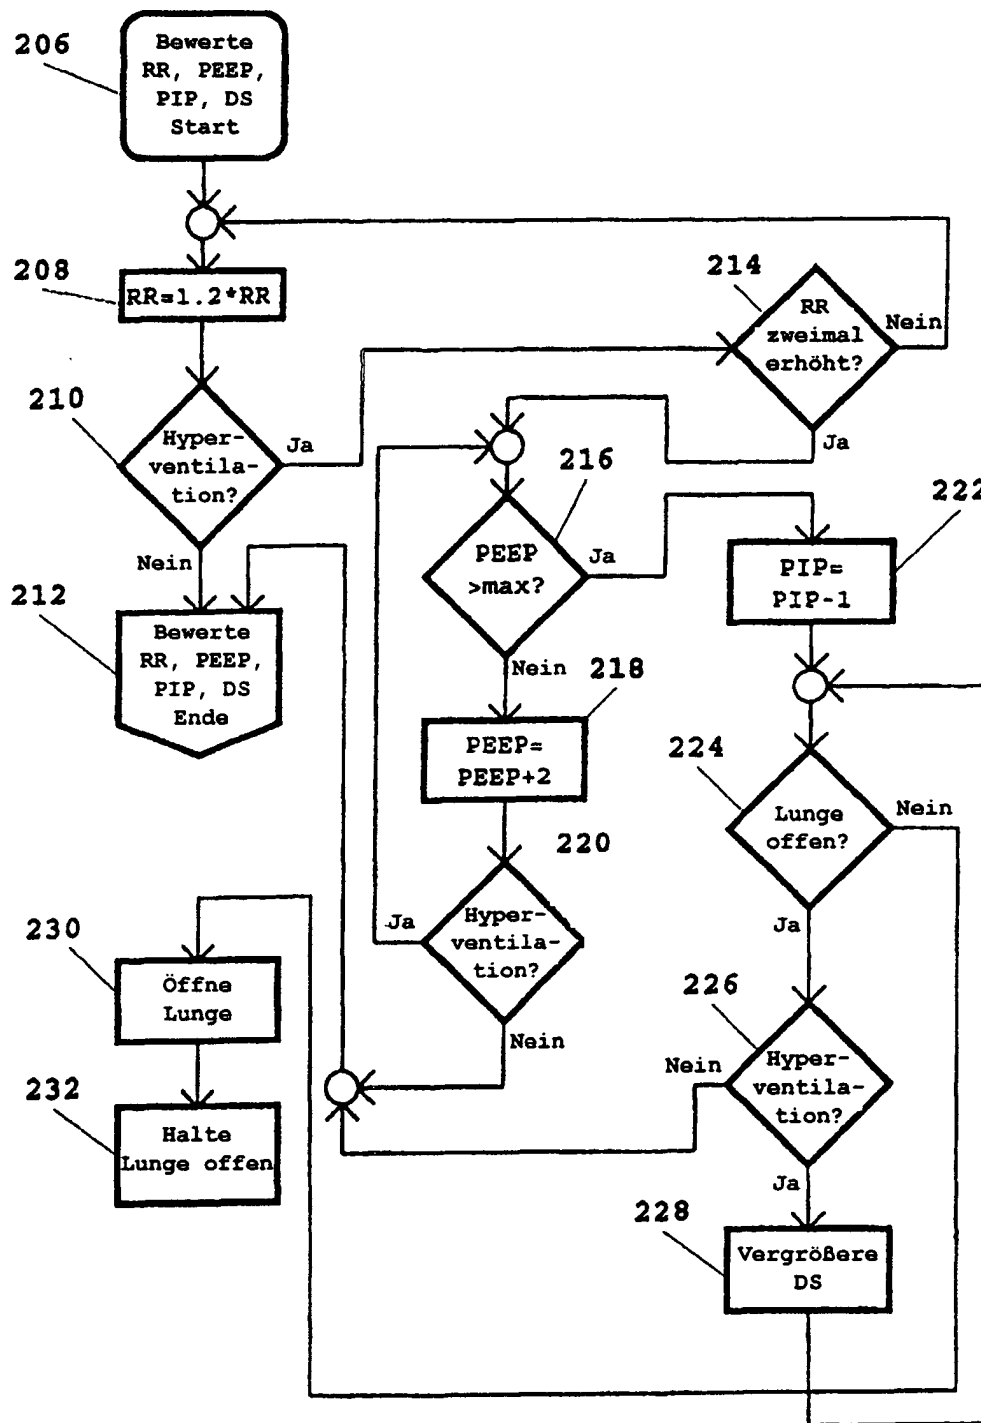 206
Bewerte
RR, PEEP,
PIP, DS
Start
208
RR=1.2*RR
214
RR
zweimal
erhöht?
Nein
Ja
210
Hyper-
ventila-
tion?
Ja
Nein
216
PEEP
>max?
Ja
Nein
222
PIP=
PIP-1
212
Bewerte
RR, PEEP,
PIP, DS
Ende
218
PEEP=
PEEP+2
224
Lunge
offen?
Nein
Ja
220
Hyper-
ventila-
tion?
Ja
Nein
230
Öffne
Lunge
226
Hyper-
ventila-
tion?
Nein
Ja
232
Halte
Lunge offen
228
Vergrößere
DS